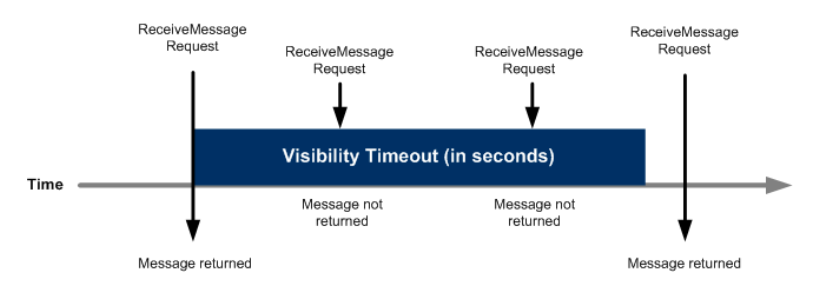 ReceiveMessage
Request
ReceiveMessage
Request
ReceiveMessage
Request
ReceiveMessage
Request
Visibility Timeout (in seconds)
Time
Message not
returned
Message not
returned
Message returned
Message returned